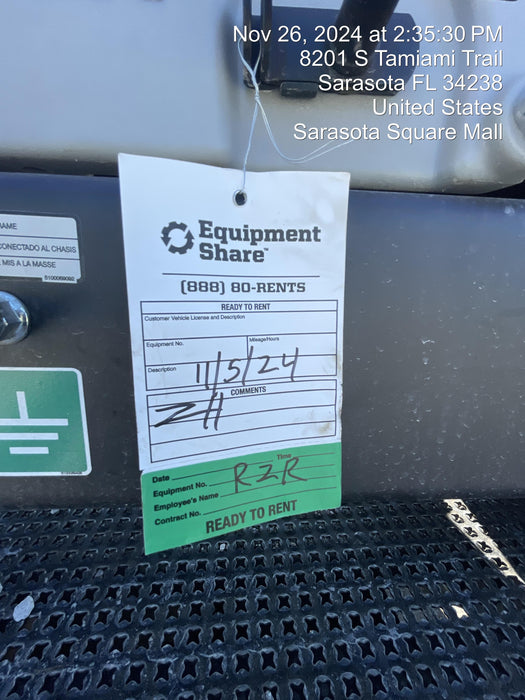 Nov 26, 2024 at 2:35:30 PM
8201 S Tamiami Trail
Sarasota FL 34238
United States
Sarasota Square Mall
Equipment
Share™
(888) 80-RENTS
READY TO RENT
Customer Vehicle License and Description
Equipment No.
Mileage/Hours
Description
11/5/24
COMMENTS
ZH
Date
Time
Equipment No.
RZR
Employee's Name
Contract No.
READY TO RENT
CONECTADO AL CHASIS
MIS A LA MASSE